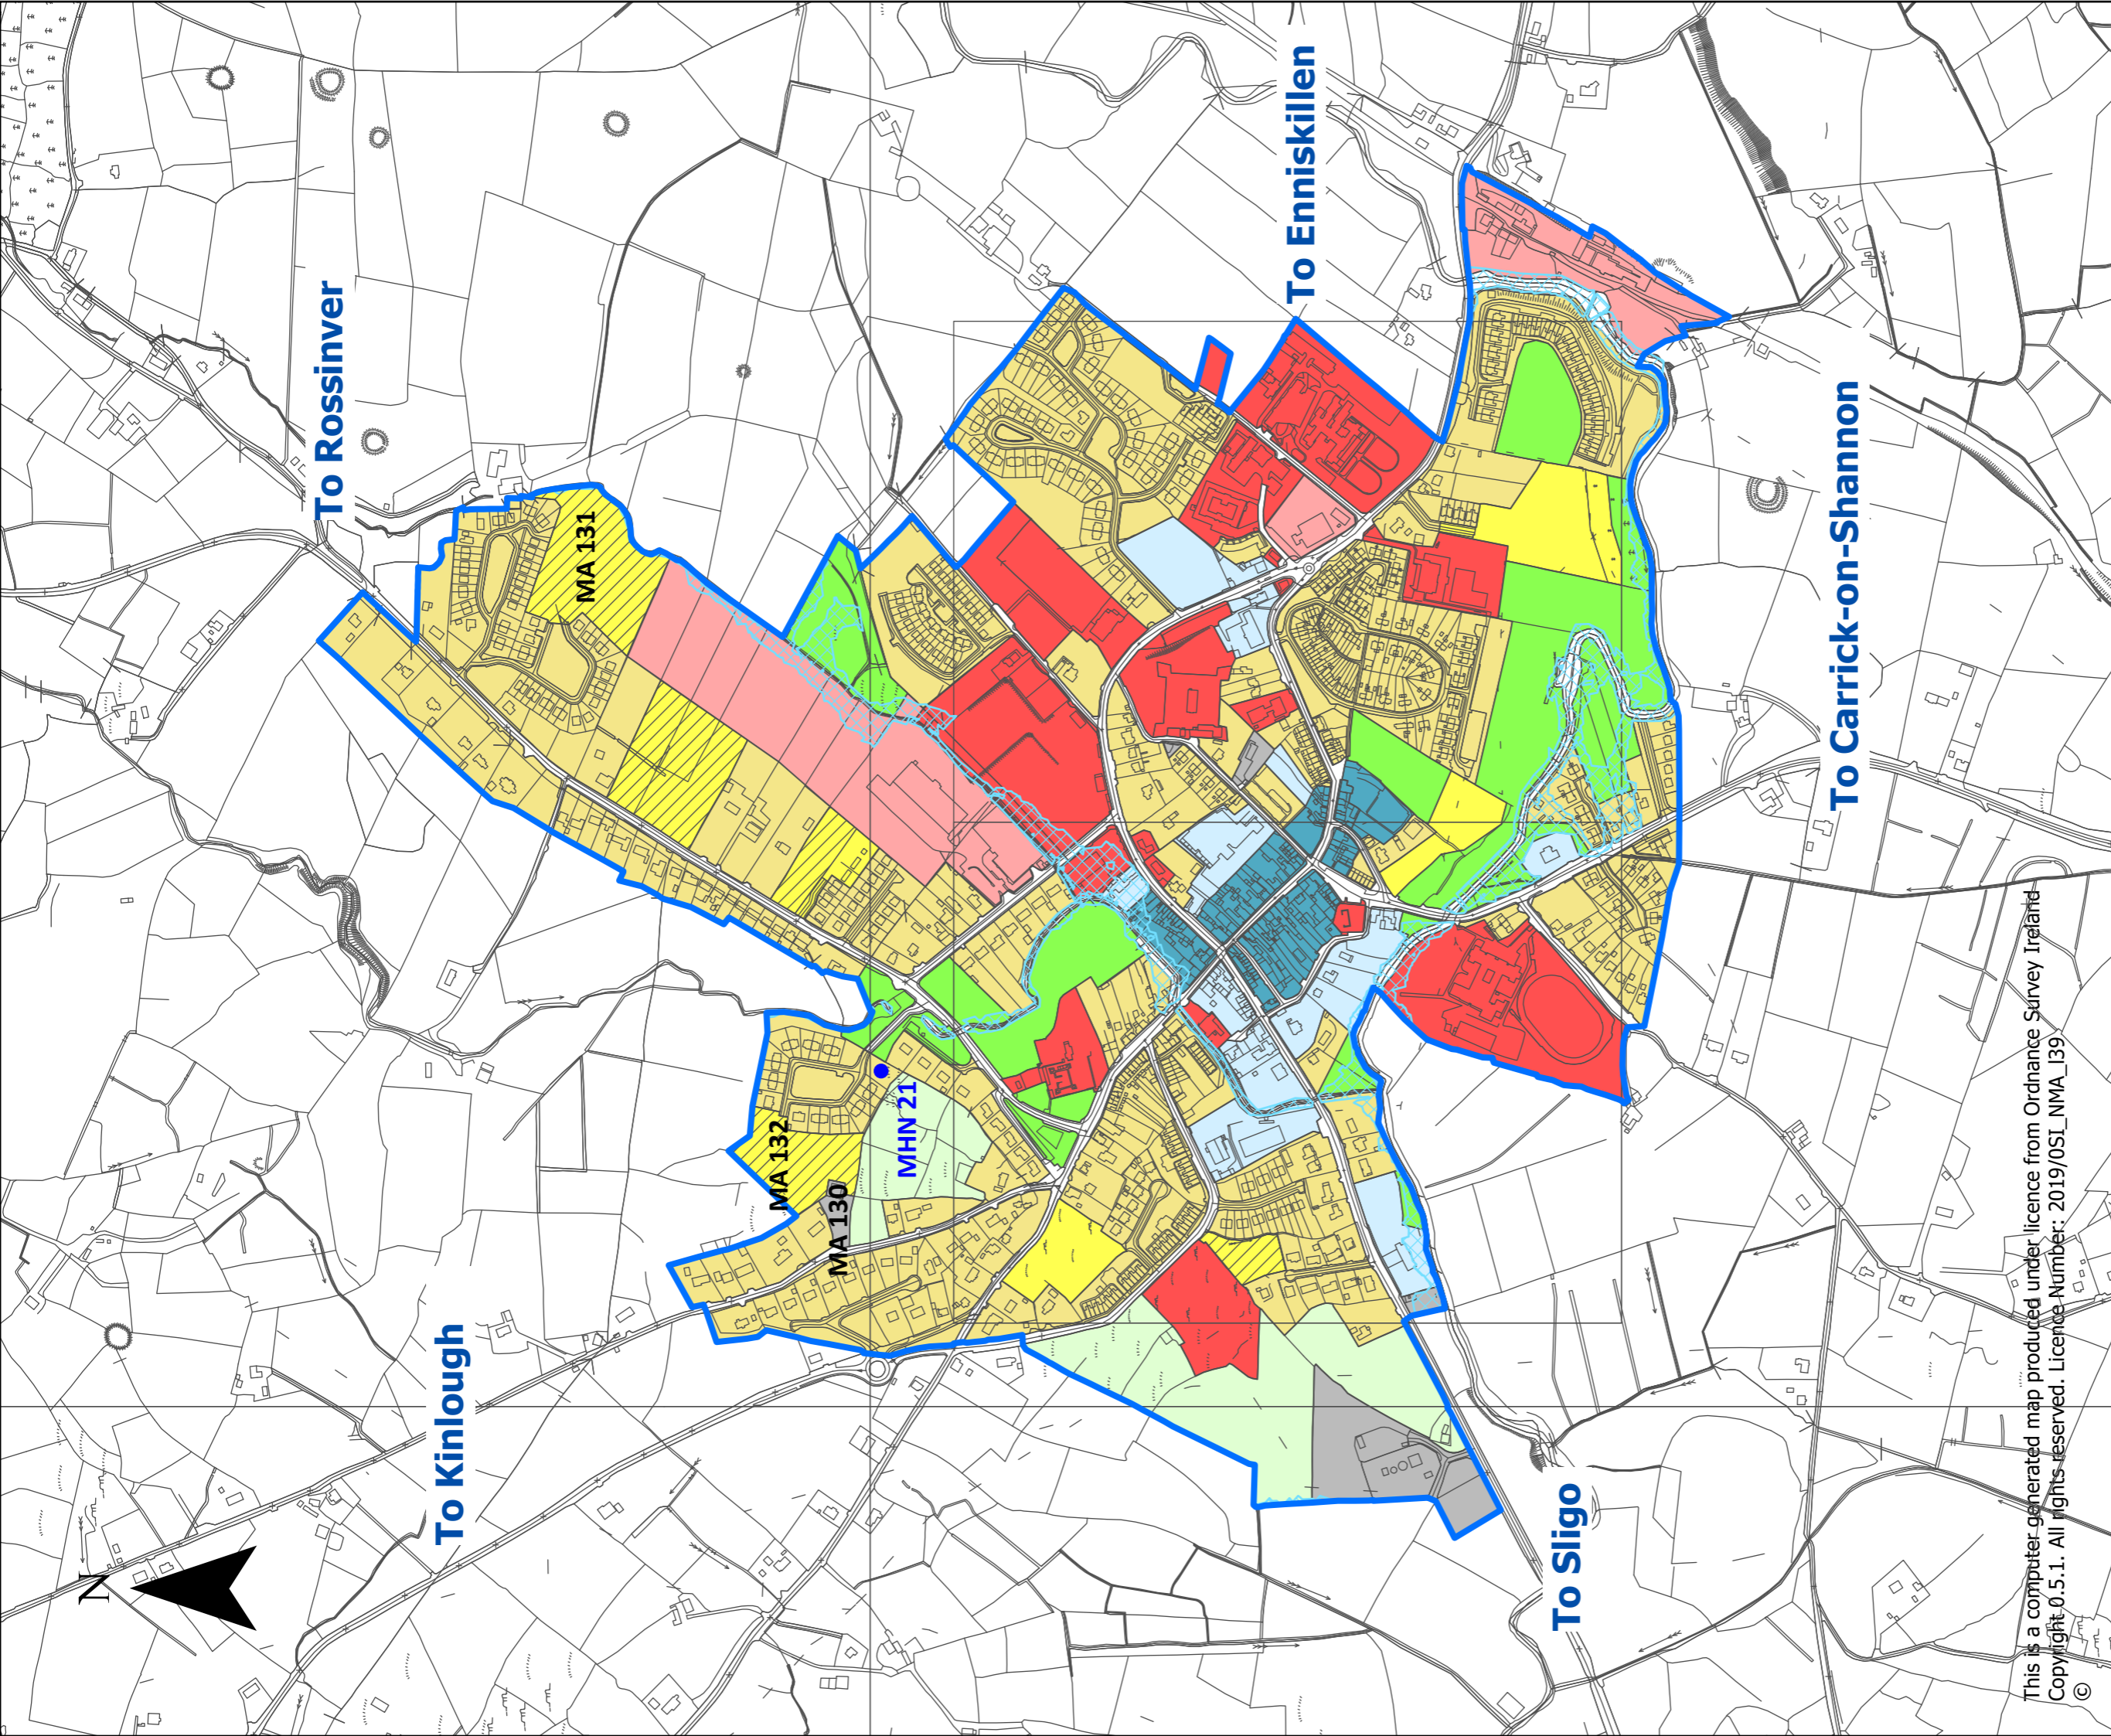 N
To Kinlough
To Sligo
MA 130
MA 132
MHN 21
MA 131
To Rossinver
To Enniskillen
To Carrick-on-Shannon
This is a computer generated map produced under licence from Ordnance Survey Ireland
Copyright 0.5.1. All rights reserved. Licence Number: 2019/0SI_NMA_I39
©